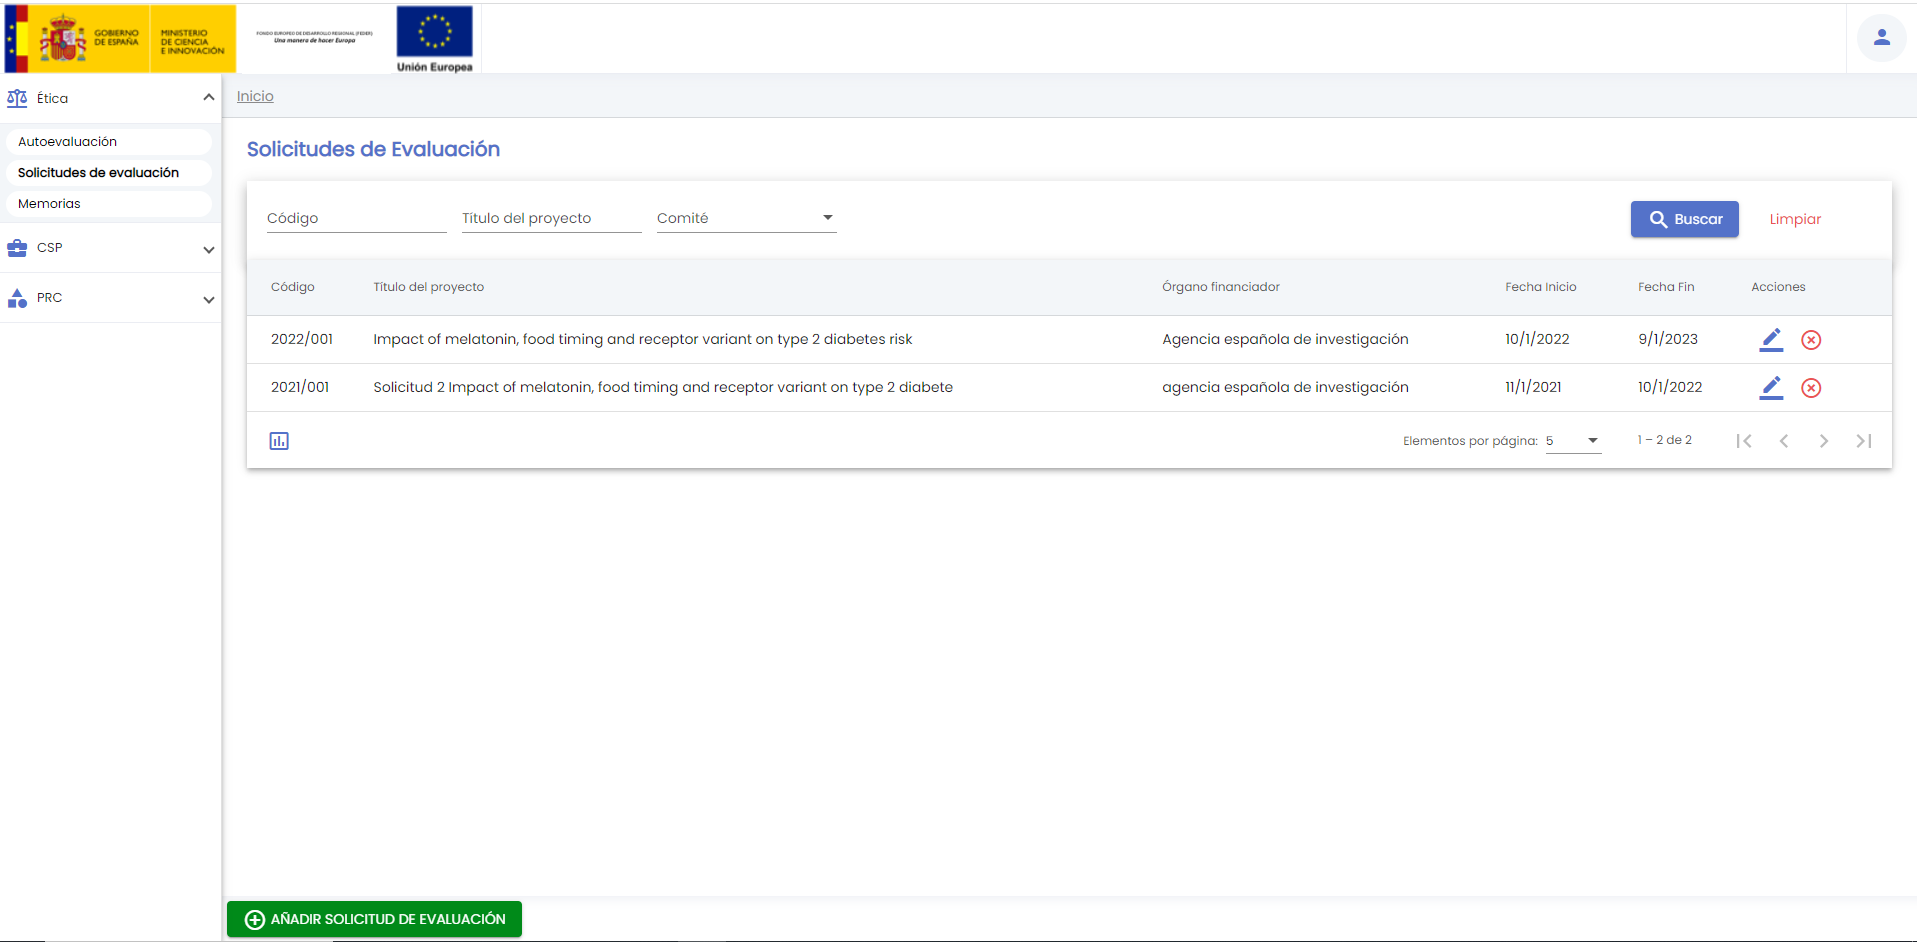 GOBIERNO
DE ESPAÑA
MINISTERIO
DE CIENCIA
E INNOVACIÓN
FONDO EUROPEO DE DESARROLLO REGIONAL (FEDER)
Una manera de hacer Europa
Unión Europea
Ética
Autoevaluación
Solicitudes de evaluación
Memorias
CSP
PRC
Inicio
Solicitudes de Evaluación
Código Título del proyecto Comité Buscar Limpiar
Código Título del proyecto Órgano financiador Fecha Inicio Fecha Fin Acciones
2022/001 Impact of melatonin, food timing and receptor variant on type 2 diabetes risk Agencia española de investigación 10/1/2022 9/1/2023
2021/001 Solicitud 2 Impact of melatonin, food timing and receptor variant on type 2 diabete agencia española de investigación 11/1/2021 10/1/2022
Elementos por página: 5 1 – 2 de 2
AÑADIR SOLICITUD DE EVALUACIÓN